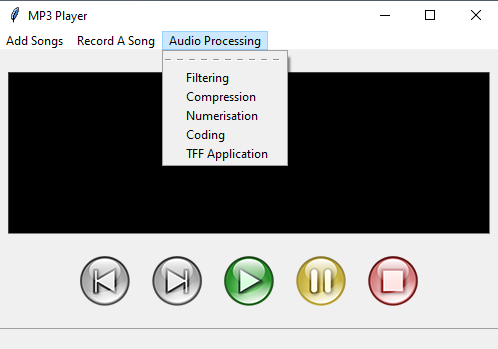 MP3 Player
Add Songs Record A Song Audio Processing
Filtering
Compression
Numerisation
Coding
TFF Application